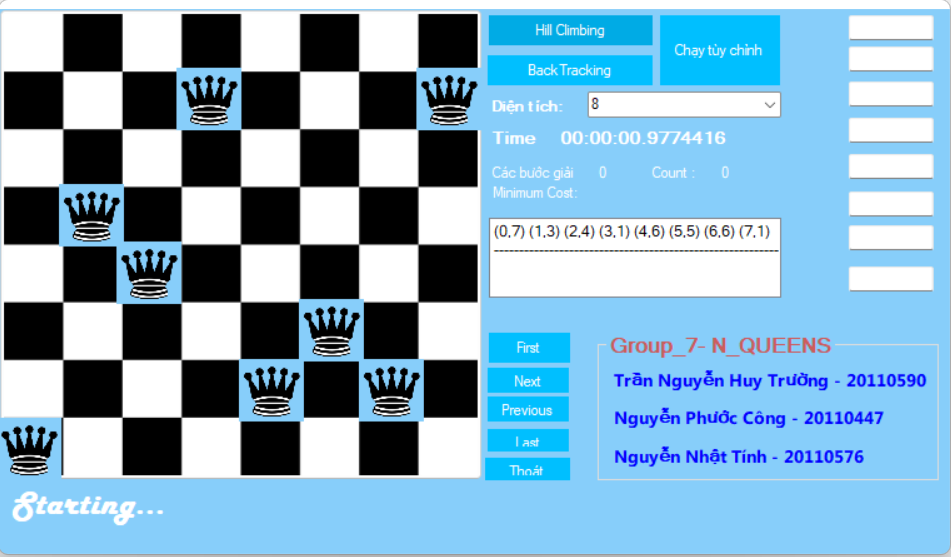 Hill Climbing
Back Tracking
Chạy tùy chỉnh
Diện tích:
8
Time 00:00:00.9774416
Các bước giải 0 Count : 0
Minimum Cost:
(0,7) (1,3) (2,4) (3,1) (4,6) (5,5) (6,6) (7,1)
--------------------------------------------------------------------------------
First
Next
Previous
Last
Thoát
Group_7- N_QUEENS
Trần Nguyễn Huy Trường - 20110590
Nguyễn Phước Công - 20110447
Nguyễn Nhật Tính - 20110576
Starting...